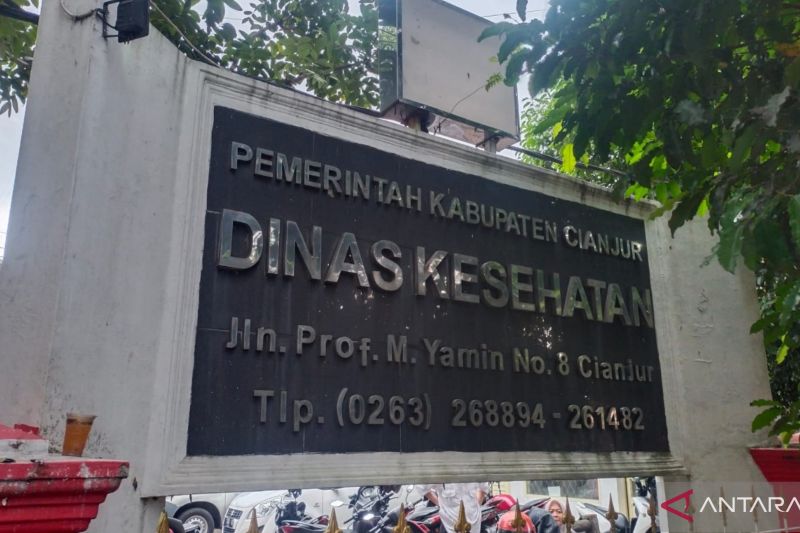 PEMERINTAH KABUPATEN CIANJUR
DINAS KESEHATAN
Jln. Prof. M. Yamin No. 8 Cianjur
Tlp. (0263) 268894 - 261482
ANTARA